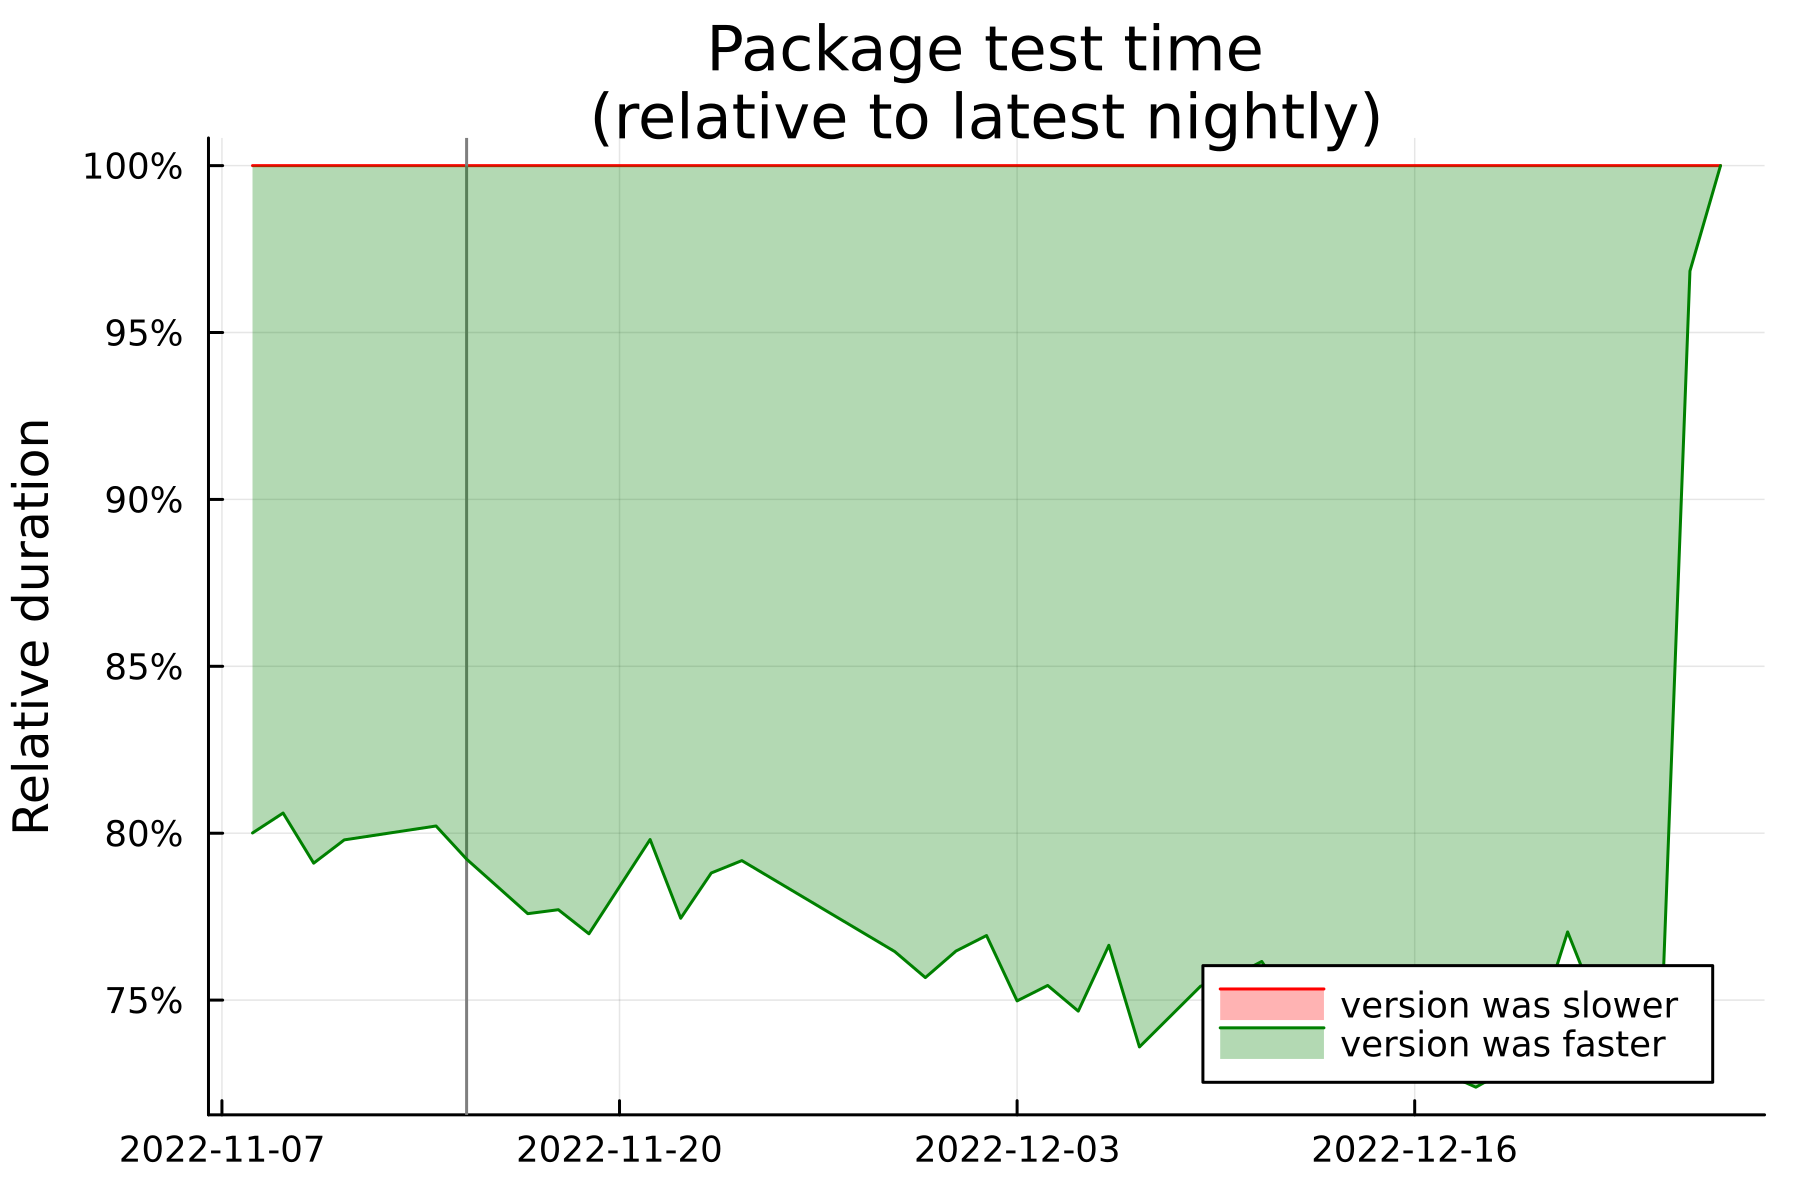 Package test time
(relative to latest nightly)
Relative duration
100%
95%
90%
85%
80%
75%
version was slower
version was faster
2022-11-07
2022-11-20
2022-12-03
2022-12-16